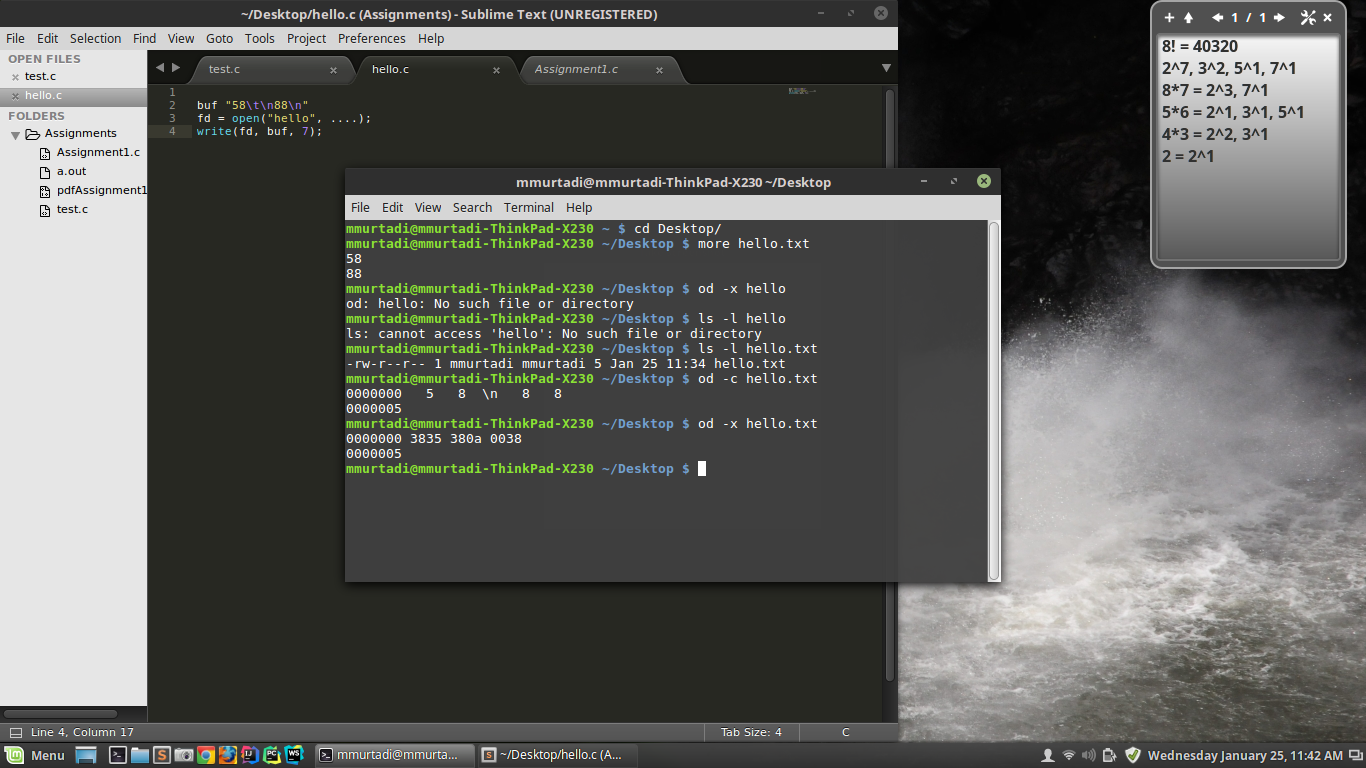 ~/Desktop/hello.c (Assignments) - Sublime Text (UNREGISTERED)
File Edit Selection Find View Goto Tools Project Preferences Help
OPEN FILES
test.c
hello.c
FOLDERS
Assignments
Assignment1.c
a.out
pdfAssignment1
test.c
test.c hello.c Assignment1.c
1
2 buf "58\t\n88\n"
3 fd = open("hello", ....);
4 write(fd, buf, 7);
mmurtadi@mmurtadi-ThinkPad-X230 ~/Desktop
File Edit View Search Terminal Help
mmurtadi@mmurtadi-ThinkPad-X230 ~ $ cd Desktop/
mmurtadi@mmurtadi-ThinkPad-X230 ~/Desktop $ more hello.txt
58
88
mmurtadi@mmurtadi-ThinkPad-X230 ~/Desktop $ od -x hello
od: hello: No such file or directory
mmurtadi@mmurtadi-ThinkPad-X230 ~/Desktop $ ls -l hello
ls: cannot access 'hello': No such file or directory
mmurtadi@mmurtadi-ThinkPad-X230 ~/Desktop $ ls -l hello.txt
-rw-r--r-- 1 mmurtadi mmurtadi 5 Jan 25 11:34 hello.txt
mmurtadi@mmurtadi-ThinkPad-X230 ~/Desktop $ od -c hello.txt
0000000 5 8 \n 8 8
0000005
mmurtadi@mmurtadi-ThinkPad-X230 ~/Desktop $ od -x hello.txt
0000000 3835 380a 0038
0000005
mmurtadi@mmurtadi-ThinkPad-X230 ~/Desktop $
1 / 1
8! = 40320
2^7, 3^2, 5^1, 7^1
8*7 = 2^3, 7^1
5*6 = 2^1, 3^1, 5^1
4*3 = 2^2, 3^1
2 = 2^1
Line 4, Column 17 Tab Size: 4 C
Menu mmurtadi@mmurta... ~/Desktop/hello.c (A... Wednesday January 25, 11:42 AM